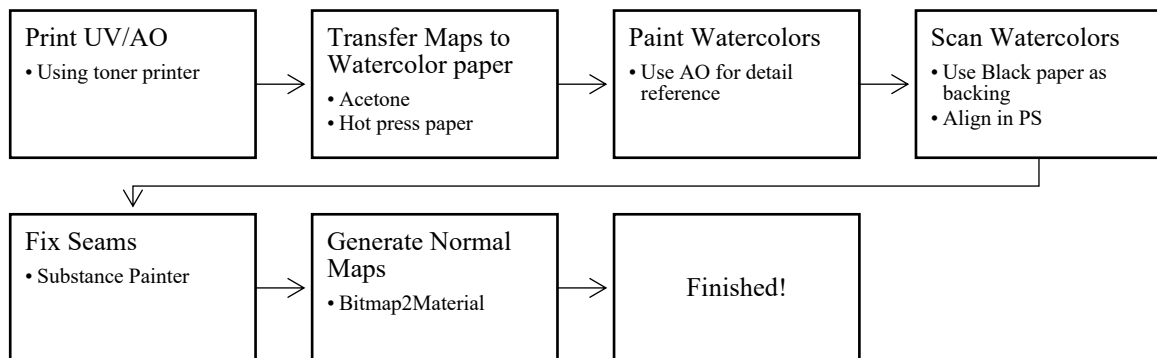 Print UV/AO
• Using toner printer
Transfer Maps to
Watercolor paper
• Acetone
• Hot press paper
Paint Watercolors
• Use AO for detail
reference
Scan Watercolors
• Use Black paper as
backing
• Align in PS
Fix Seams
• Substance Painter
Generate Normal
Maps
• Bitmap2Material
Finished!